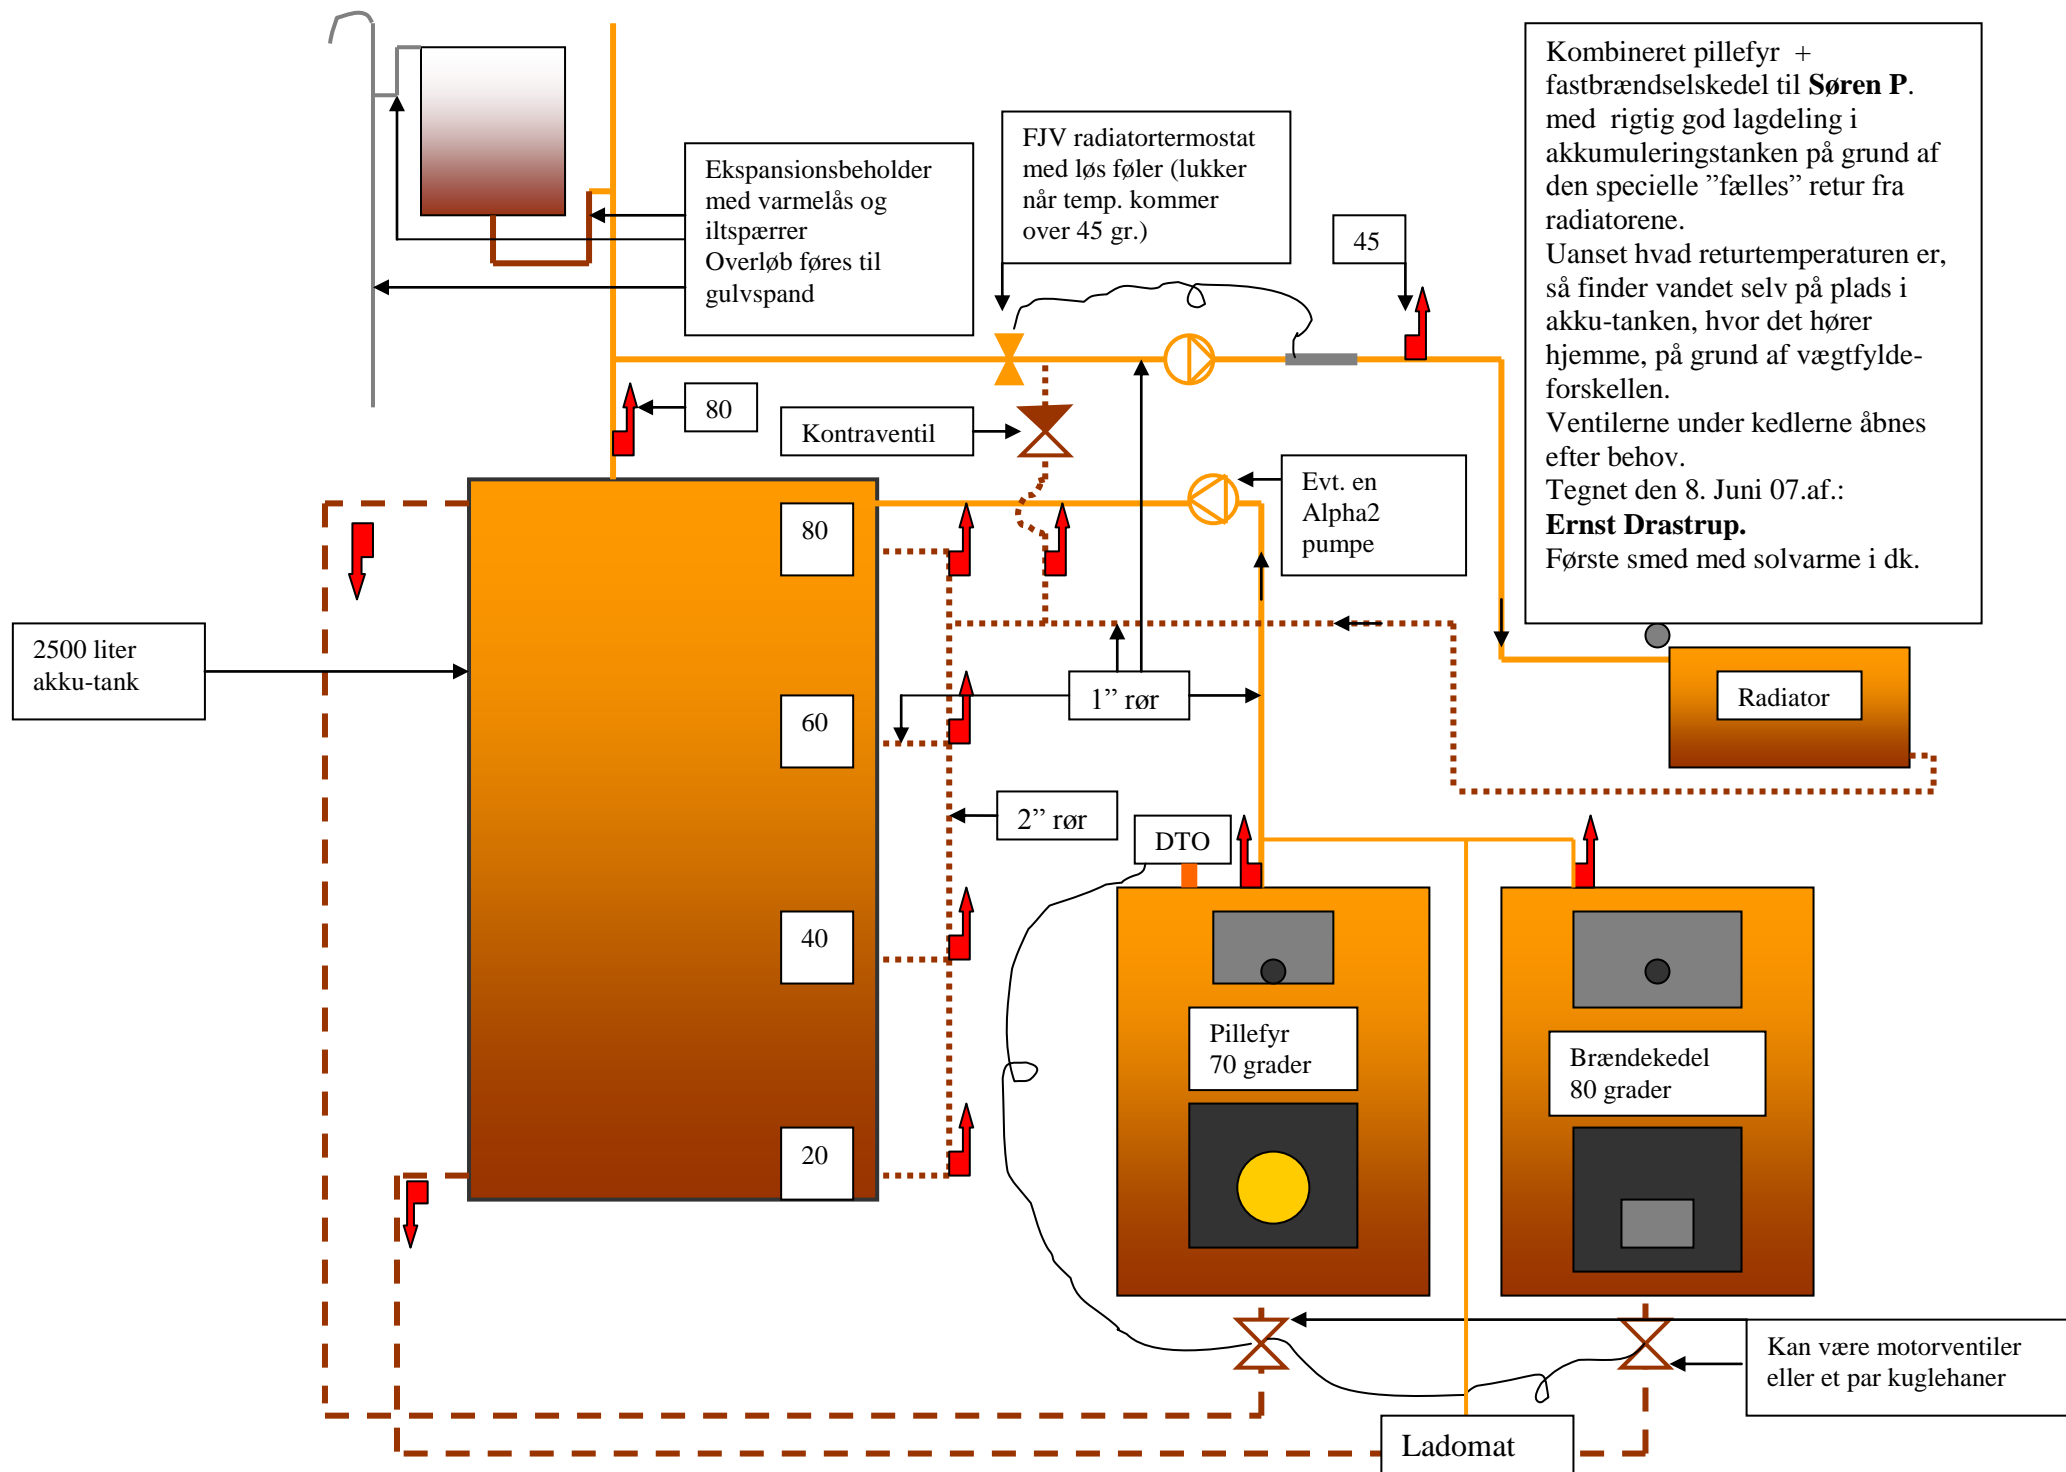 Kombineret pillefyr +
fastbrændselskedel til Søren P.
med rigtig god lagdeling i
akkumuleringstanken på grund af
den specielle ”fælles” retur fra
radiatorene.
Uanset hvad returtemperaturen er,
så finder vandet selv på plads i
akku-tanken, hvor det hører
hjemme, på grund af vægtfylde-
forskellen.
Ventilerne under kedlerne åbnes
efter behov.
Tegnet den 8. Juni 07.af.:
Ernst Drastrup.
Første smed med solvarme i dk.
FJV radiatortermostat
med løs føler (lukker
når temp. kommer
over 45 gr.)
Ekspansionsbeholder
med varmelås og
iltspærrer
Overløb føres til
gulvspand
45
80
Kontraventil
Evt. en
Alpha2
pumpe
80
2500 liter
akku-tank
60
1” rør
Radiator
2” rør
DTO
40
Pillefyr
70 grader
Brændekedel
80 grader
20
Kan være motorventiler
eller et par kuglehaner
Ladomat